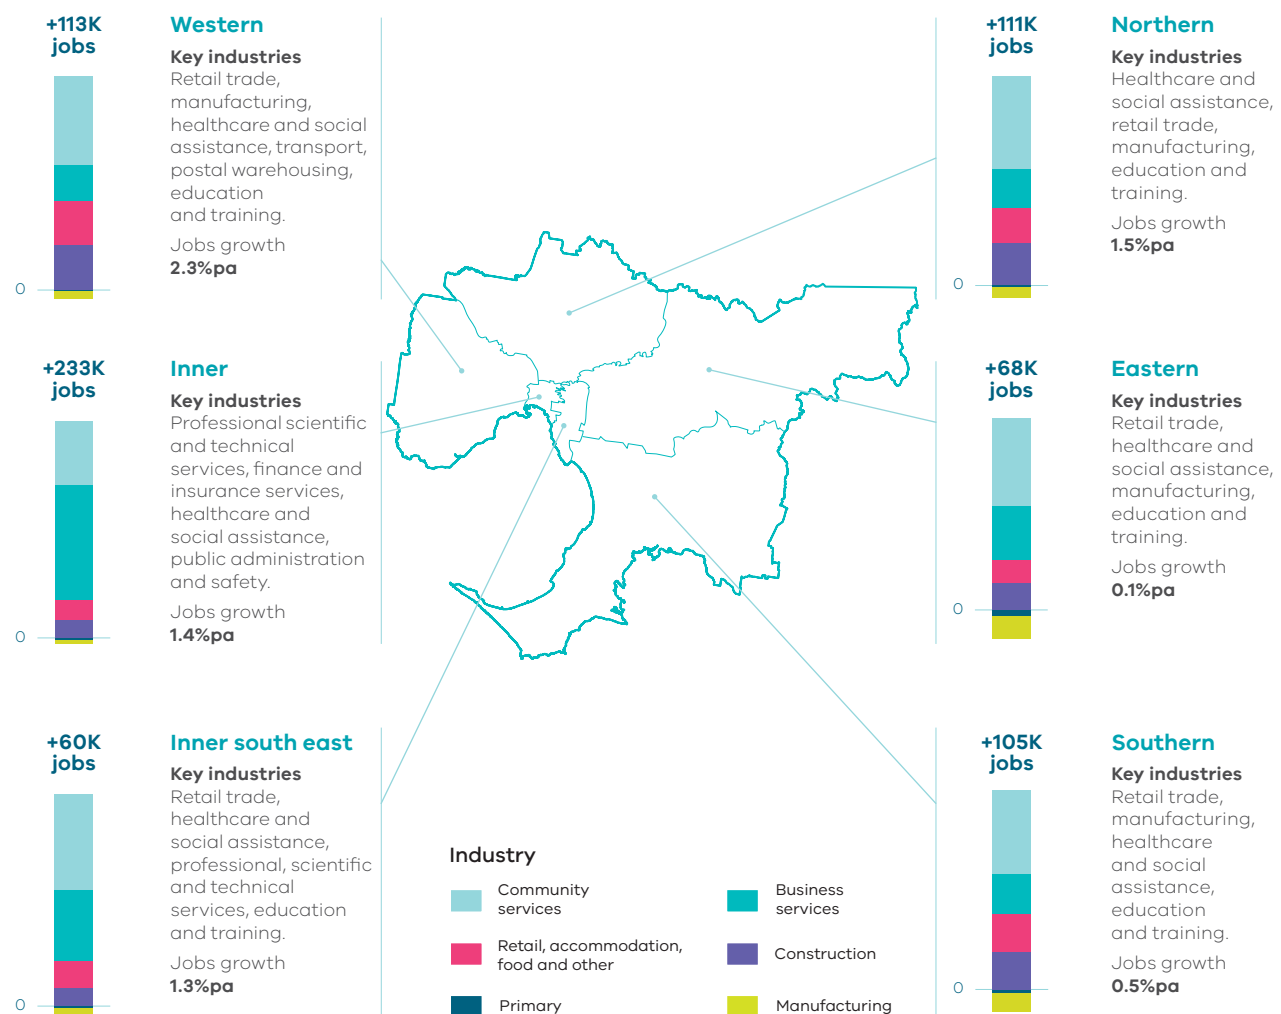 +113K
jobs
0
Western
Key industries
Retail trade,
manufacturing,
healthcare and social
assistance, transport,
postal warehousing,
education
and training.
Jobs growth
2.3%pa
+111K
jobs
0
Northern
Key industries
Healthcare and
social assistance,
retail trade,
manufacturing,
education and
training.
Jobs growth
1.5%pa
+233K
jobs
0
Inner
Key industries
Professional scientific
and technical
services, finance and
insurance services,
healthcare and
social assistance,
public administration
and safety.
Jobs growth
1.4%pa
+68K
jobs
0
Eastern
Key industries
Retail trade,
healthcare and
social assistance,
manufacturing,
education and
training.
Jobs growth
0.1%pa
+60K
jobs
0
Inner south east
Key industries
Retail trade,
healthcare and
social assistance,
professional, scientific
and technical
services, education
and training.
Jobs growth
1.3%pa
Industry
Community
services
Business
services
Retail, accommodation,
food and other
Construction
Primary
Manufacturing
+105K
jobs
0
Southern
Key industries
Retail trade,
manufacturing,
healthcare
and social
assistance,
education
and training.
Jobs growth
0.5%pa